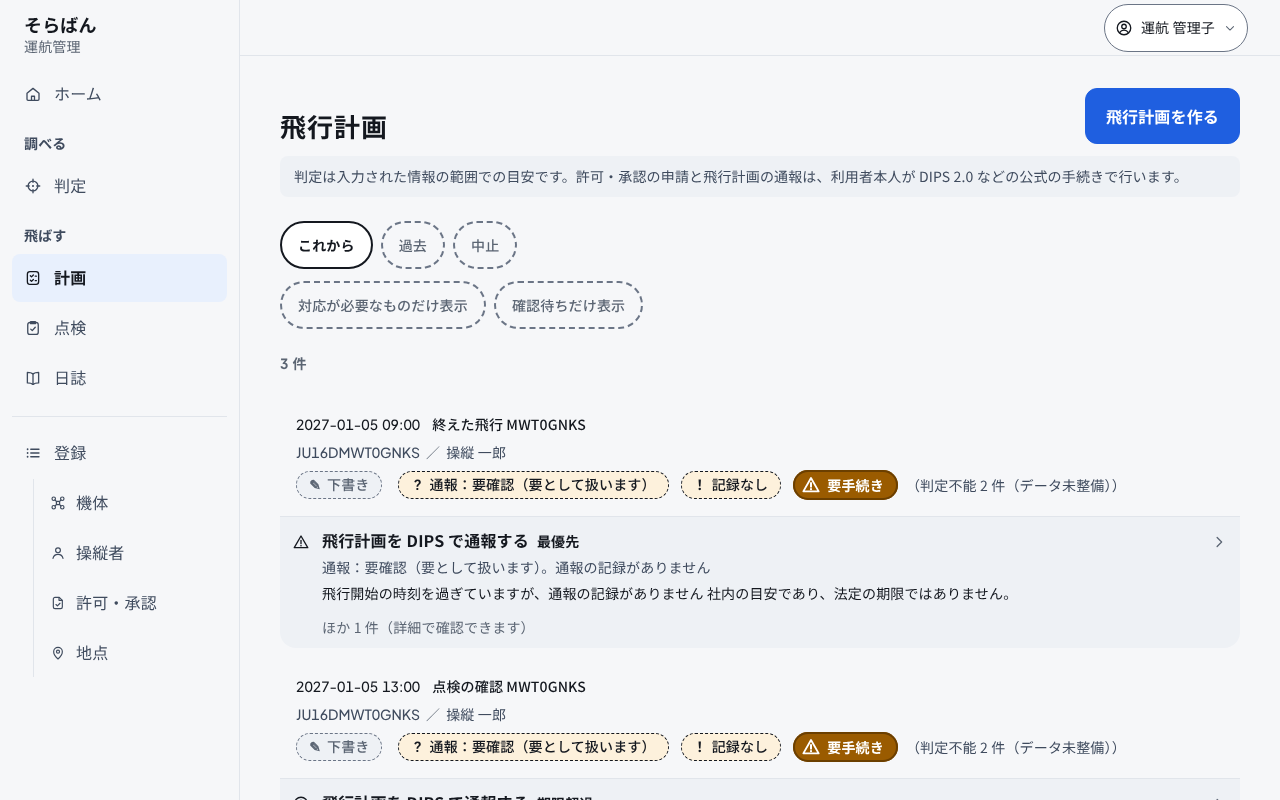 そらばん
運航管理
運航 管理子
ホーム
調べる
判定
飛ばす
計画
点検
日誌
登録
機体
操縦者
許可・承認
地点
飛行計画
飛行計画を作る
判定は入力された情報の範囲での目安です。許可・承認の申請と飛行計画の通報は、利用者本人が DIPS 2.0 などの公式の手続きで行います。
これから 過去 中止
対応が必要なものだけ表示 確認待ちだけ表示
3 件
2027-01-05 09:00 終えた飛行 MWT0GNKS
JU16DMWT0GNKS ／ 操縦 一郎
✎ 下書き ? 通報：要確認（要として扱います） ! 記録なし 要手続き （判定不能 2 件（データ未整備））
飛行計画を DIPS で通報する 最優先
通報：要確認（要として扱います）。通報の記録がありません
飛行開始の時刻を過ぎていますが、通報の記録がありません 社内の目安であり、法定の期限ではありません。
ほか 1 件（詳細で確認できます）
2027-01-05 13:00 点検の確認 MWT0GNKS
JU16DMWT0GNKS ／ 操縦 一郎
✎ 下書き ? 通報：要確認（要として扱います） ! 記録なし 要手続き （判定不能 2 件（データ未整備））
飛行計画を DIPS で通報する 期限超過